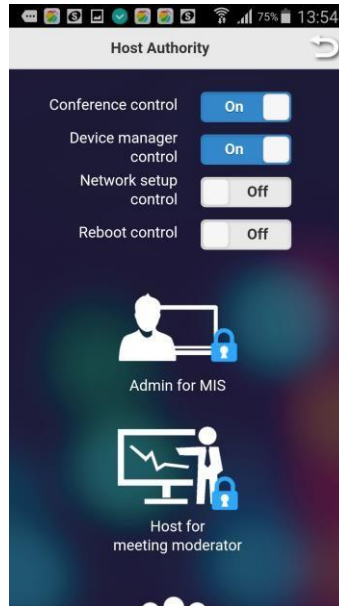 75% 13:54
Host Authority
Conference control On
Device manager
control On
Network setup
control Off
Reboot control Off
Admin for MIS
Host for
meeting moderator